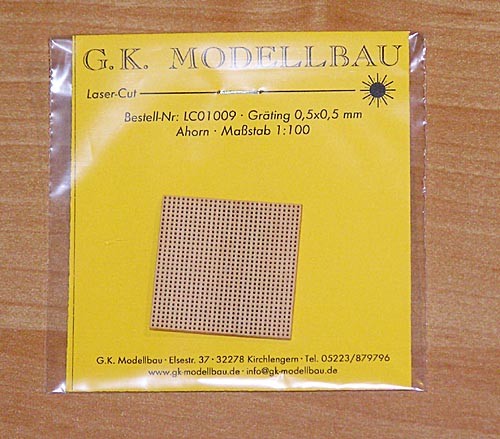 G.K. MODELLBAU
Laser-Cut
Bestell-Nr: LC01009 · Gräting 0,5x0,5 mm
Ahorn · Maßstab 1:100
G.K. Modellbau · Elsestr. 37 · 32278 Kirchlengern · Tel. 05223/879796
www.gk-modellbau.de · info@gk-modellbau.de